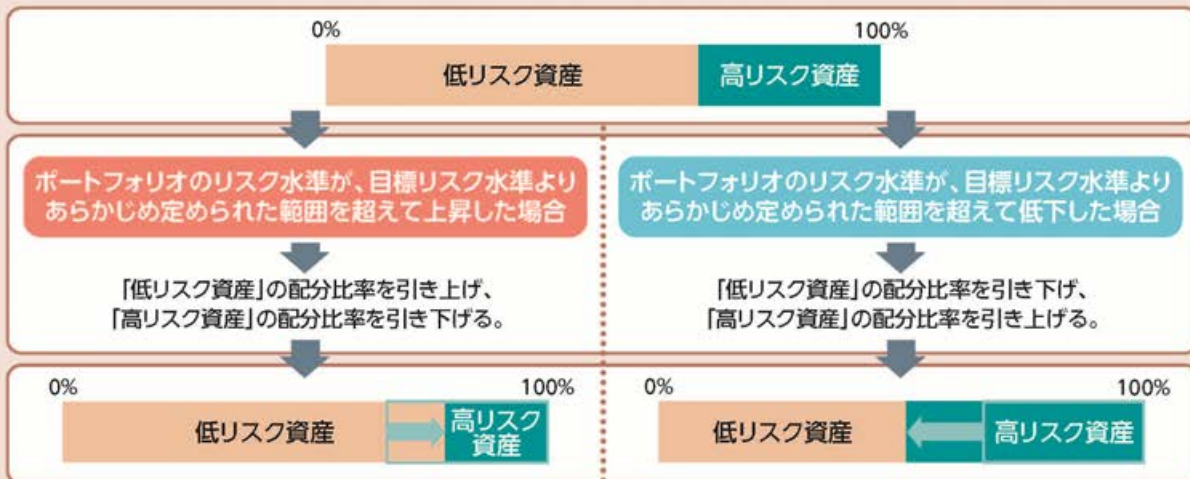 0%
100%
低リスク資産
高リスク資産
ポートフォリオのリスク水準が、目標リスク水準より
あらかじめ定められた範囲を超えて上昇した場合
ポートフォリオのリスク水準が、目標リスク水準より
あらかじめ定められた範囲を超えて低下した場合
「低リスク資産」の配分比率を引き上げ、
「高リスク資産」の配分比率を引き下げる。
「低リスク資産」の配分比率を引き下げ、
「高リスク資産」の配分比率を引き上げる。
0%
100%
低リスク資産
高リスク
資産
0%
100%
低リスク資産
高リスク資産